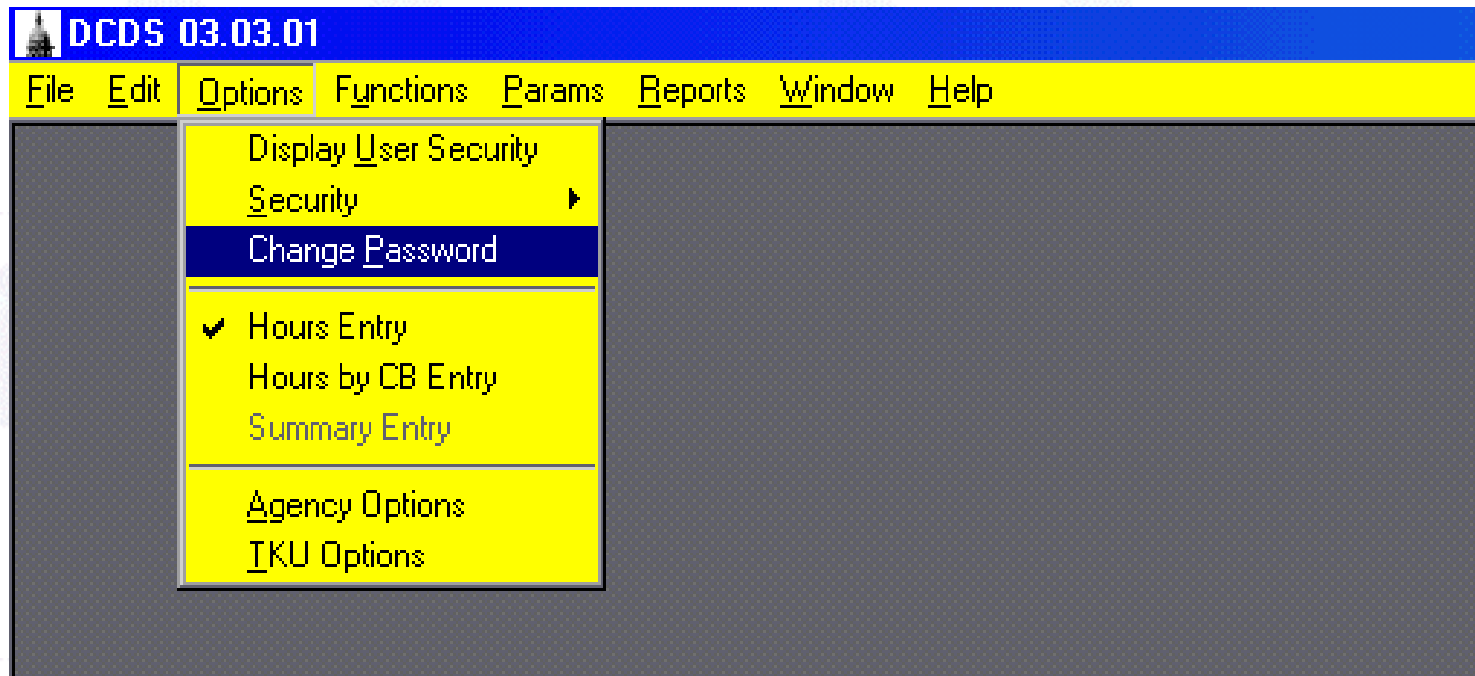 DCDS 03.03.01
File Edit Options Functions Params Reports Window Help
Display User Security
Security
Change Password
Hours Entry
Hours by CB Entry
Summary Entry
Agency Options
TKU Options